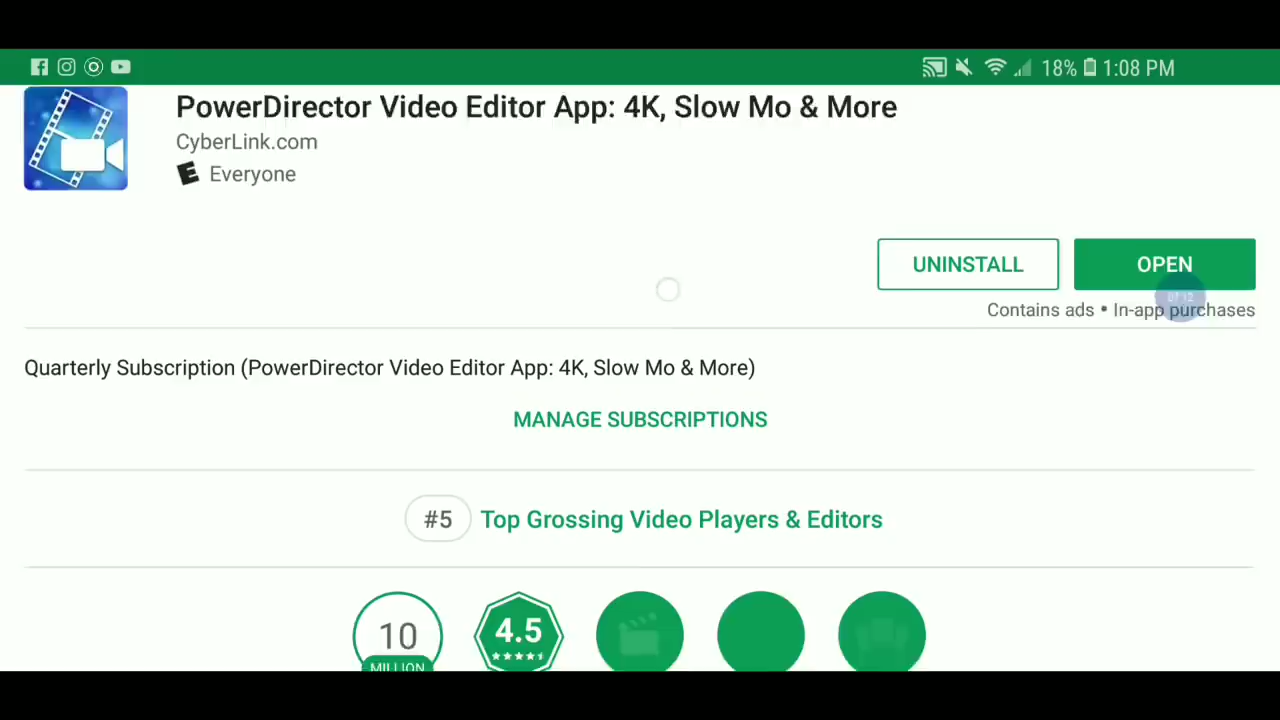 18% 1:08 PM
PowerDirector Video Editor App: 4K, Slow Mo & More
CyberLink.com
E Everyone
UNINSTALL
OPEN
07:12
Contains ads • In-app purchases
Quarterly Subscription (PowerDirector Video Editor App: 4K, Slow Mo & More)
MANAGE SUBSCRIPTIONS
#5 Top Grossing Video Players & Editors
10
MILLION
4.5